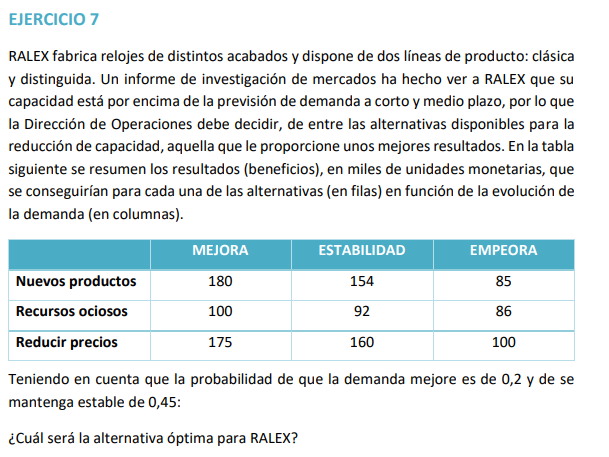 EJERCICIO 7
RALEX fabrica relojes de distintos acabados y dispone de dos líneas de producto: clásica
y distinguida. Un informe de investigación de mercados ha hecho ver a RALEX que su
capacidad está por encima de la previsión de demanda a corto y medio plazo, por lo que
la Dirección de Operaciones debe decidir, de entre las alternativas disponibles para la
reducción de capacidad, aquella que le proporcione unos mejores resultados. En la tabla
siguiente se resumen los resultados (beneficios), en miles de unidades monetarias, que
se conseguirían para cada una de las alternativas (en filas) en función de la evolución de
la demanda (en columnas).
MEJORA ESTABILIDAD EMPEORA
Nuevos productos 180 154 85
Recursos ociosos 100 92 86
Reducir precios 175 160 100
Teniendo en cuenta que la probabilidad de que la demanda mejore es de 0,2 y de se
mantenga estable de 0,45:
¿Cuál será la alternativa óptima para RALEX?